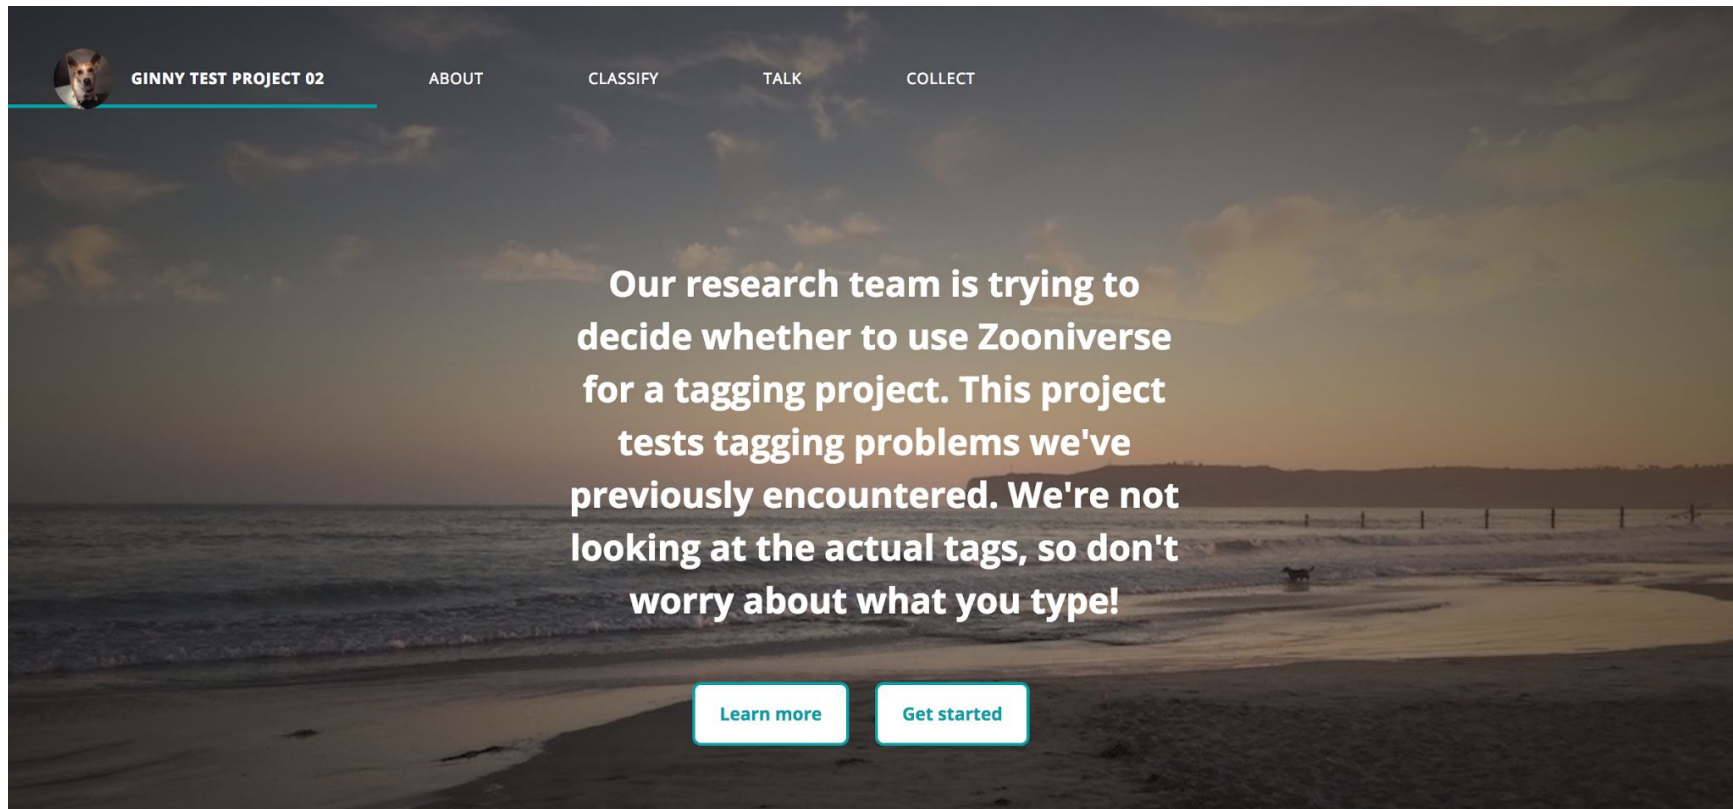 GINNY TEST PROJECT 02
ABOUT
CLASSIFY
TALK
COLLECT
Our research team is trying to
decide whether to use Zooniverse
for a tagging project. This project
tests tagging problems we've
previously encountered. We're not
looking at the actual tags, so don't
worry about what you type!
Learn more
Get started